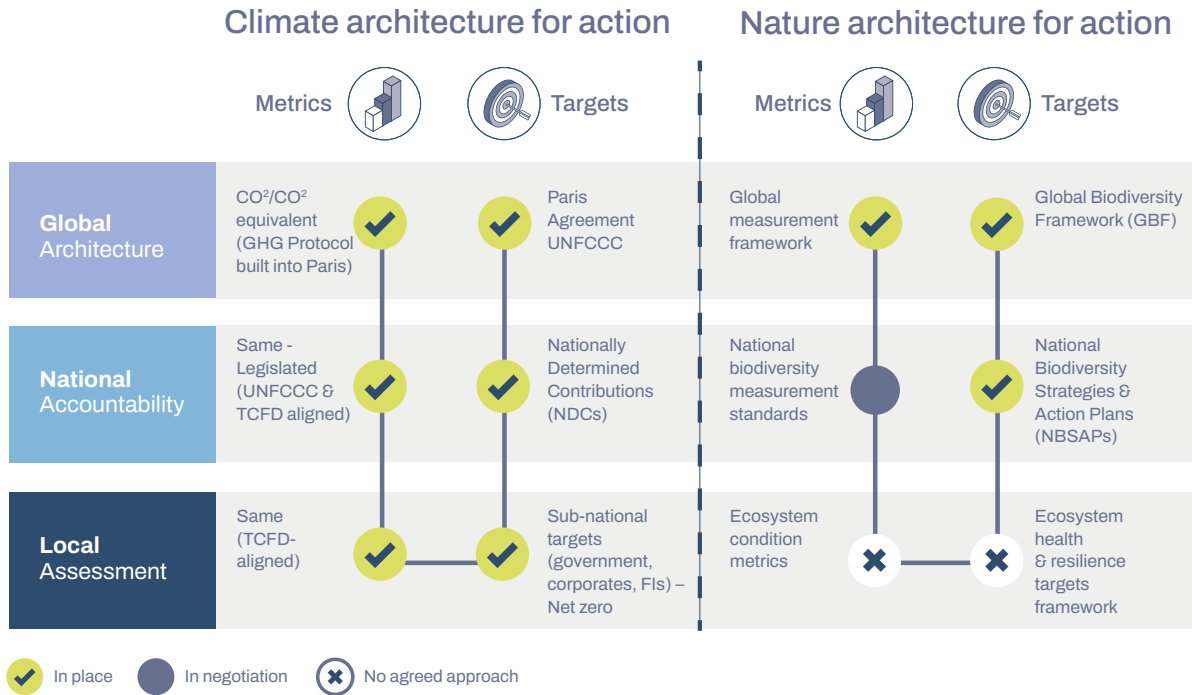 Climate architecture for action
Nature architecture for action
Metrics
Targets
Metrics
Targets
Global
Architecture
CO²/CO²
equivalent
(GHG Protocol
built into Paris)
Paris
Agreement
UNFCCC
Global
measurement
framework
Global Biodiversity
Framework (GBF)
National
Accountability
Same -
Legislated
(UNFCCC &
TCFD aligned)
Nationally
Determined
Contributions
(NDCs)
National
biodiversity
measurement
standards
National
Biodiversity
Strategies &
Action Plans
(NBSAPs)
Local
Assessment
Same
(TCFD-
aligned)
Sub-national
targets
(government,
corporates, FIs) –
Net zero
Ecosystem
condition
metrics
Ecosystem
health
& resilience
targets
framework
In place
In negotiation
No agreed approach